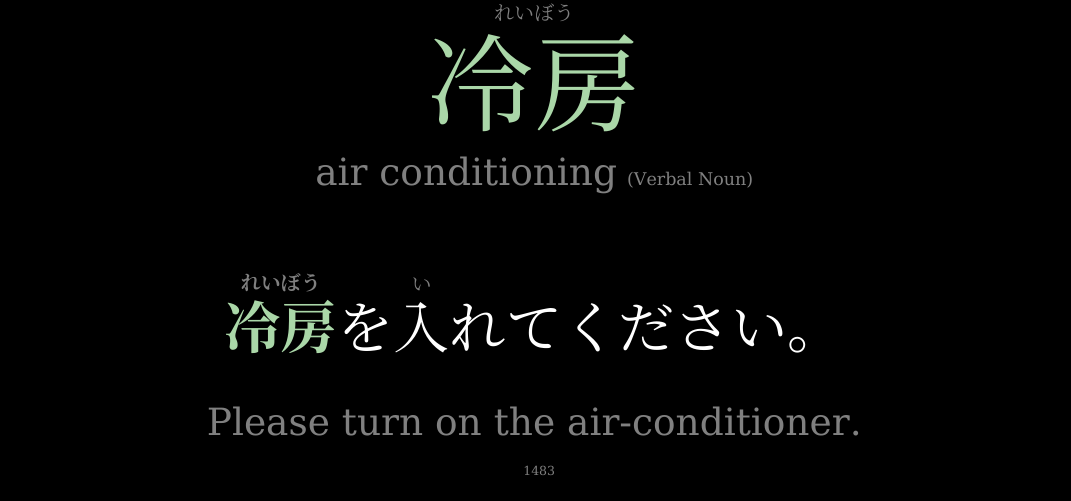 れいぼう
冷房
air conditioning (Verbal Noun)
れいぼう い
冷房を入れてください。
Please turn on the air-conditioner.
1483